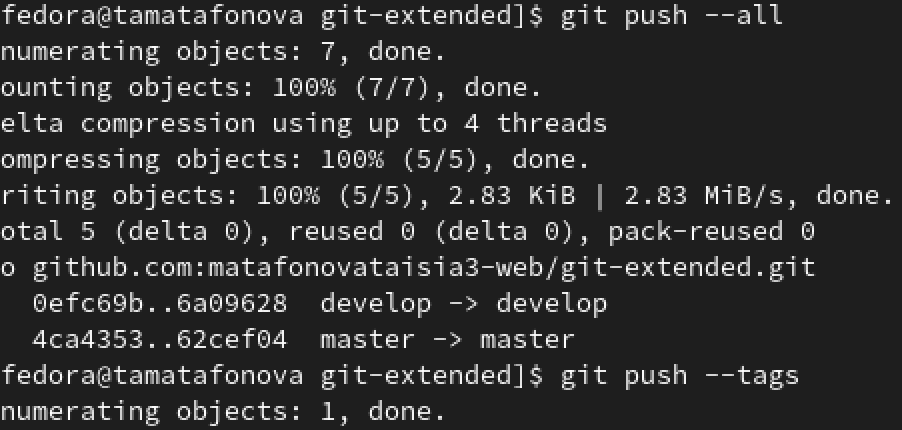 fedora@tamatafonova git-extended]$ git push --all
numerating objects: 7, done.
ounting objects: 100% (7/7), done.
elta compression using up to 4 threads
ompressing objects: 100% (5/5), done.
riting objects: 100% (5/5), 2.83 KiB | 2.83 MiB/s, done.
otal 5 (delta 0), reused 0 (delta 0), pack-reused 0
o github.com:matafonovataisia3-web/git-extended.git
  0efc69b..6a09628  develop -> develop
  4ca4353..62cef04  master -> master
fedora@tamatafonova git-extended]$ git push --tags
numerating objects: 1, done.